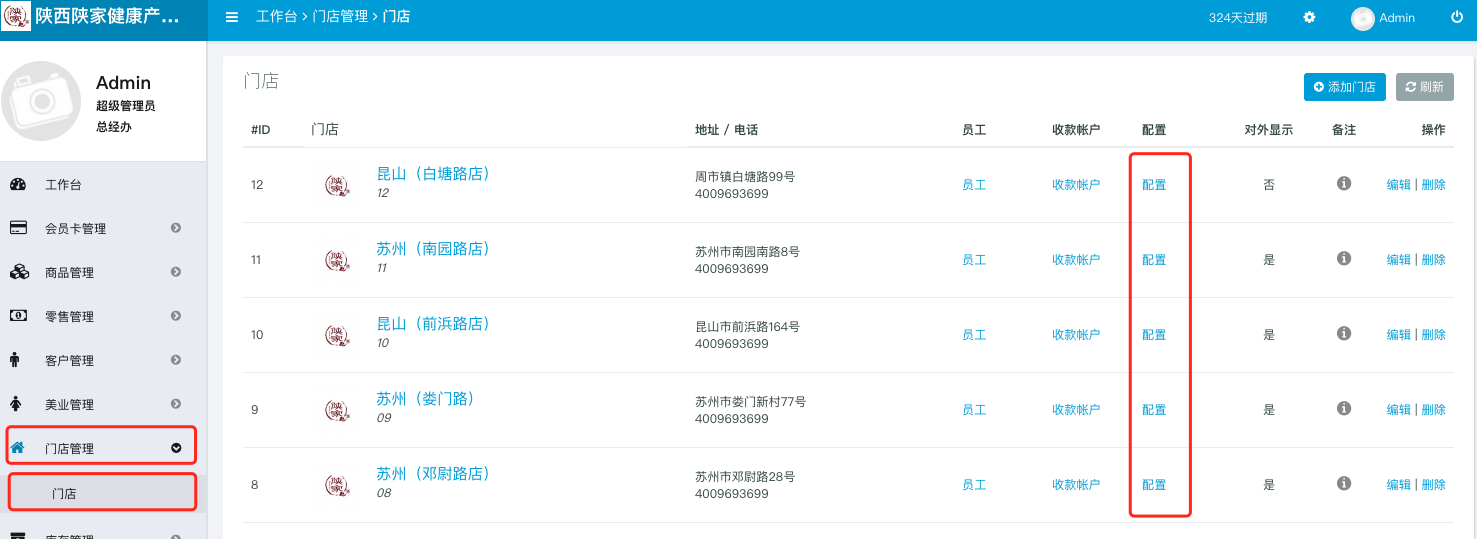 陕西陕家健康产...
工作台 > 门店管理 > 门店
324天过期
Admin
Admin
超级管理员
总经办
工作台
会员卡管理
商品管理
零售管理
客户管理
美业管理
门店管理
门店
库存管理
门店
添加门店
刷新
#ID 门店 地址 / 电话 员工 收款帐户 配置 对外显示 备注 操作
12 昆山（白塘路店） 周市镇白塘路99号 员工 收款帐户 配置 否 编辑 | 删除
12 4009693699
11 苏州（南园路店） 苏州市南园南路8号 员工 收款帐户 配置 是 编辑 | 删除
11 4009693699
10 昆山（前浜路店） 昆山市前浜路164号 员工 收款帐户 配置 是 编辑 | 删除
10 4009693699
9 苏州（娄门路） 苏州市娄门新村77号 员工 收款帐户 配置 是 编辑 | 删除
09 4009693699
8 苏州（邓尉路店） 苏州市邓尉路28号 员工 收款帐户 配置 是 编辑 | 删除
08 4009693699